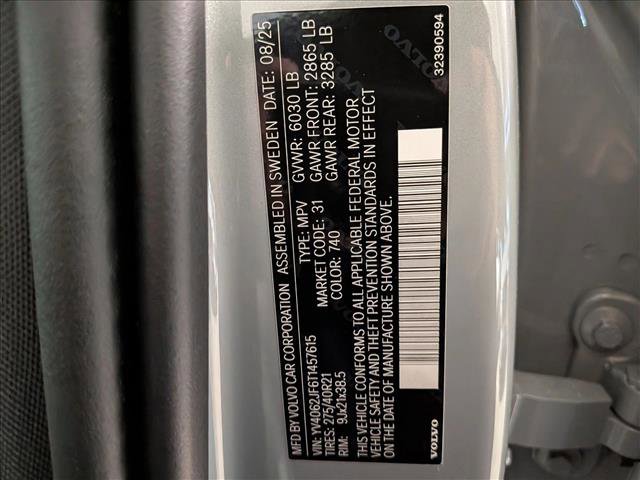 MFD BY VOLVO CAR CORPORATION ASSEMBLED IN SWEDEN DATE: 08/25
VIN: YV4062JF6T1457615 TYPE: MPV GVWR: 6030 LB
TIRES: 275/40R21 MARKET CODE: 31 GAWR FRONT: 2865 LB
RIM: 9Jx21x38.5 COLOR: 740 GAWR REAR: 3285 LB
THIS VEHICLE CONFORMS TO ALL APPLICABLE FEDERAL MOTOR
VEHICLE SAFETY AND THEFT PREVENTION STANDARDS IN EFFECT
ON THE DATE OF MANUFACTURE SHOWN ABOVE.
VOLVO 32390594
VOLVO
VOLVO